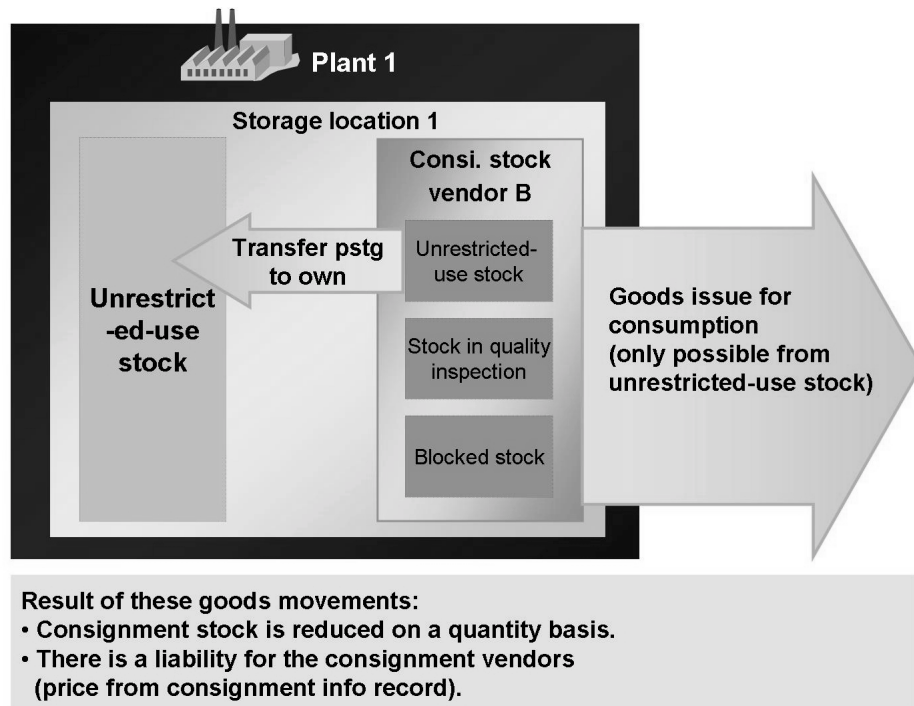 Plant 1
Storage location 1
Consi. stock
vendor B
Transfer pstg
to own
Unrestricted-
use stock
Unrestrict
-ed-use
stock
Stock in quality
inspection
Blocked stock
Goods issue for
consumption
(only possible from
unrestricted-use stock)
Result of these goods movements:
• Consignment stock is reduced on a quantity basis.
• There is a liability for the consignment vendors
(price from consignment info record).